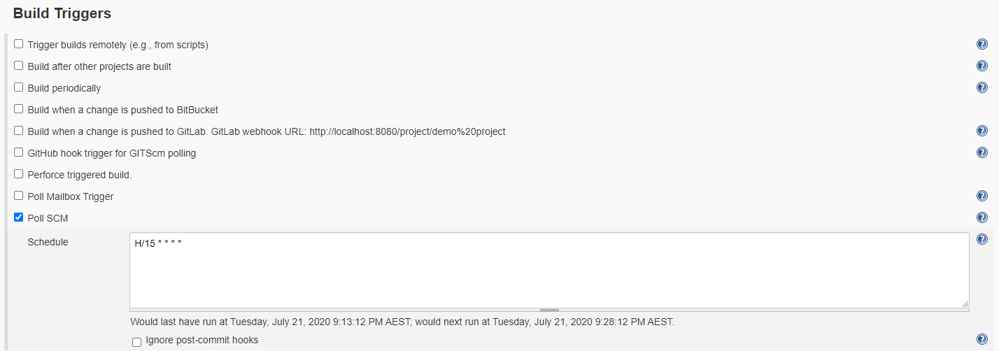 Build Triggers
Trigger builds remotely (e.g., from scripts)
Build after other projects are built
Build periodically
Build when a change is pushed to BitBucket
Build when a change is pushed to GitLab. GitLab webhook URL: http://localhost:8080/project/demo%20project
GitHub hook trigger for GITScm polling
Perforce triggered build.
Poll Mailbox Trigger
Poll SCM
Schedule
H/15 * * * *
Would last have run at Tuesday, July 21, 2020 9:13:12 PM AEST; would next run at Tuesday, July 21, 2020 9:28:12 PM AEST.
Ignore post-commit hooks